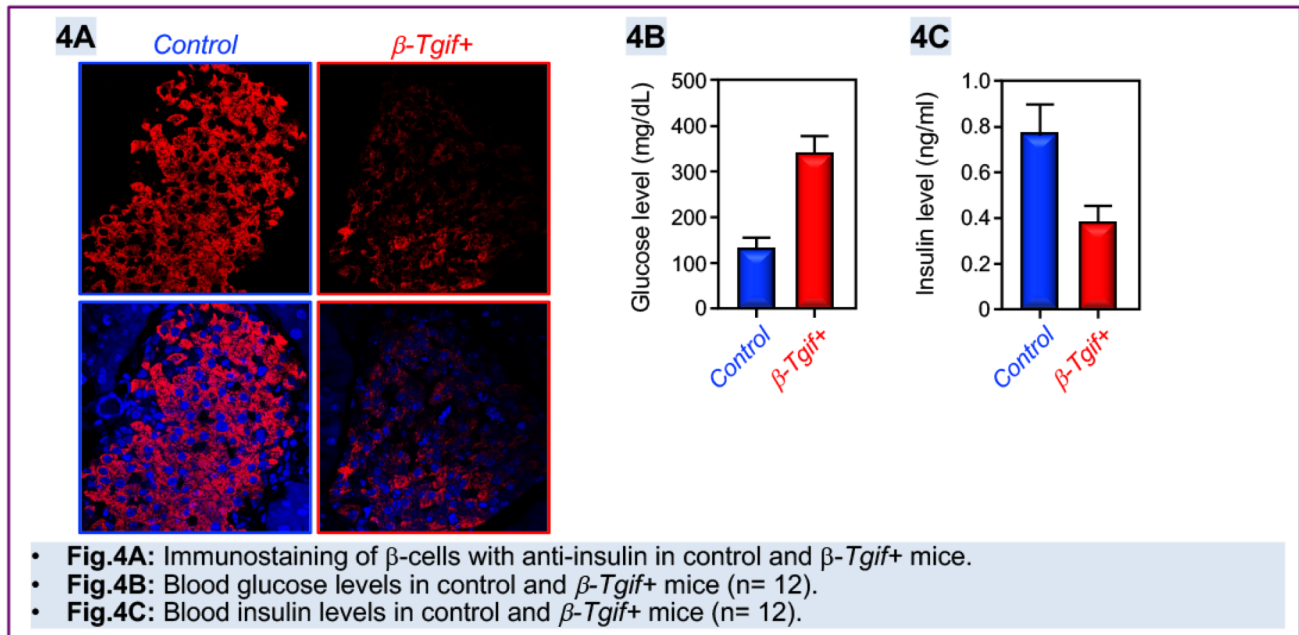 4A
Control
β-Tgif+
4B
500
400
300
200
100
0
Glucose level (mg/dL)
Control
β-Tgif+
4C
1.0
0.8
0.6
0.4
0.2
0
Insulin level (ng/ml)
Control
β-Tgif+
• Fig.4A: Immunostaining of β-cells with anti-insulin in control and β-Tgif+ mice.
• Fig.4B: Blood glucose levels in control and β-Tgif+ mice (n= 12).
• Fig.4C: Blood insulin levels in control and β-Tgif+ mice (n= 12).